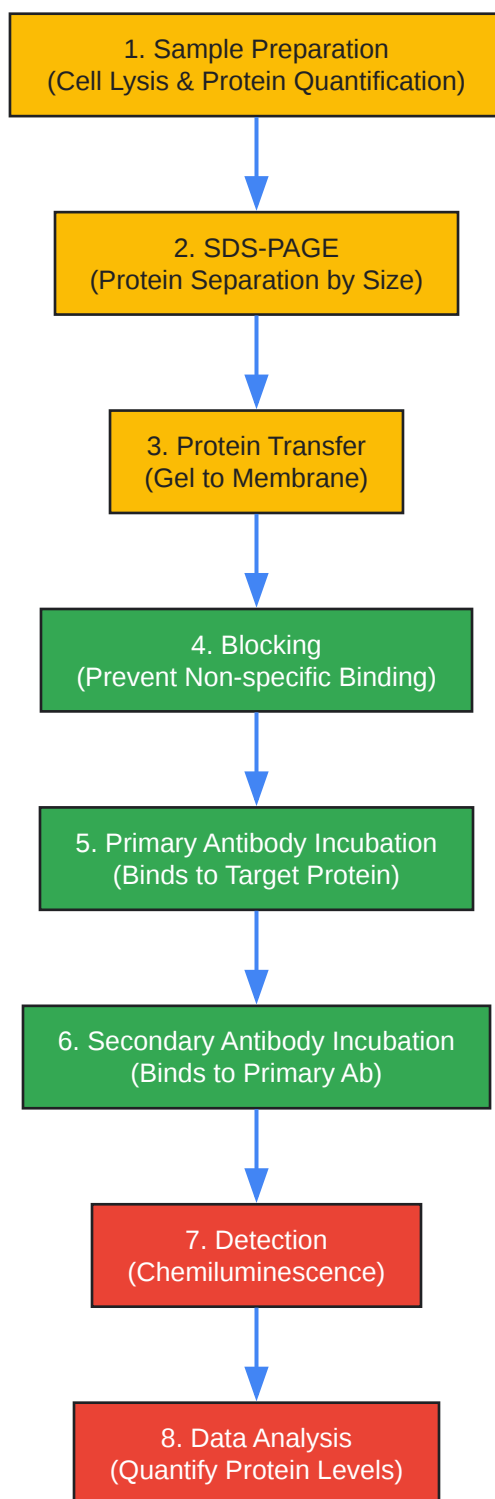 1. Sample Preparation
(Cell Lysis & Protein Quantification)
2. SDS-PAGE
(Protein Separation by Size)
3. Protein Transfer
(Gel to Membrane)
4. Blocking
(Prevent Non-specific Binding)
5. Primary Antibody Incubation
(Binds to Target Protein)
6. Secondary Antibody Incubation
(Binds to Primary Ab)
7. Detection
(Chemiluminescence)
8. Data Analysis
(Quantify Protein Levels)